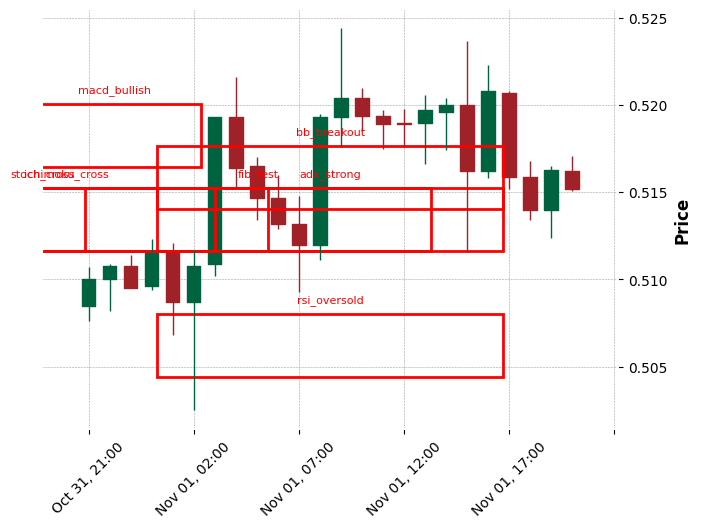 0.525
macd_bullish
0.520
bb_breakout
fib_test
adx_strong
0.515
Price
0.510
rsi_oversold
0.505
Oct 31, 21:00
Nov 01, 02:00
Nov 01, 07:00
Nov 01, 12:00
Nov 01, 17:00